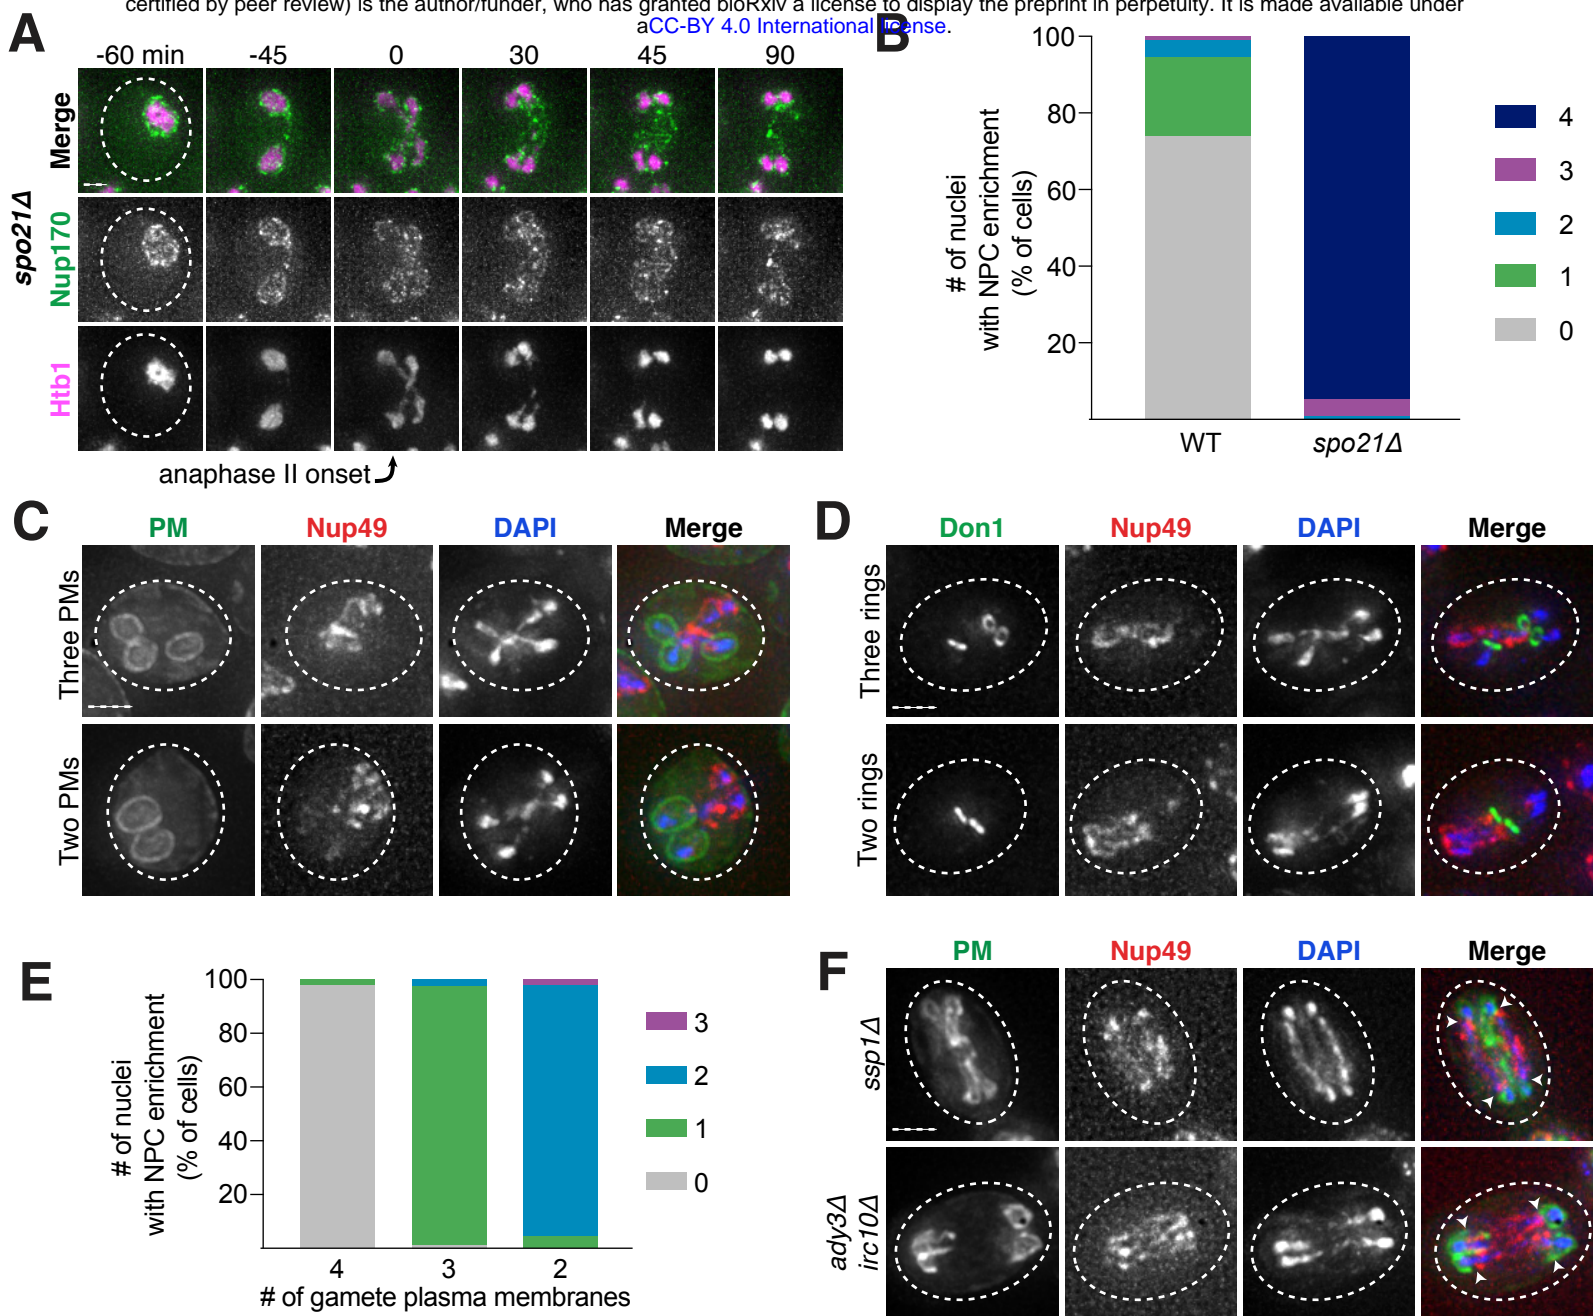 certified by peer review) is the author/funder, who has granted bioRxiv a license to display the preprint in perpetuity. It is made available under
aCC-BY 4.0 International license.
A
-60 min -45 0 30 45 90
spo21Δ
Merge
Nup170
Htb1
anaphase II onset
B
# of nuclei
with NPC enrichment
(% of cells)
100
80
60
40
20
WT spo21Δ
4
3
2
1
0
C
PM Nup49 DAPI Merge
Three PMs
Two PMs
D
Don1 Nup49 DAPI Merge
Three rings
Two rings
E
# of nuclei
with NPC enrichment
(% of cells)
100
80
60
40
20
4 3 2
# of gamete plasma membranes
3
2
1
0
F
PM Nup49 DAPI Merge
ssp1Δ
ady3Δ
irc10Δ